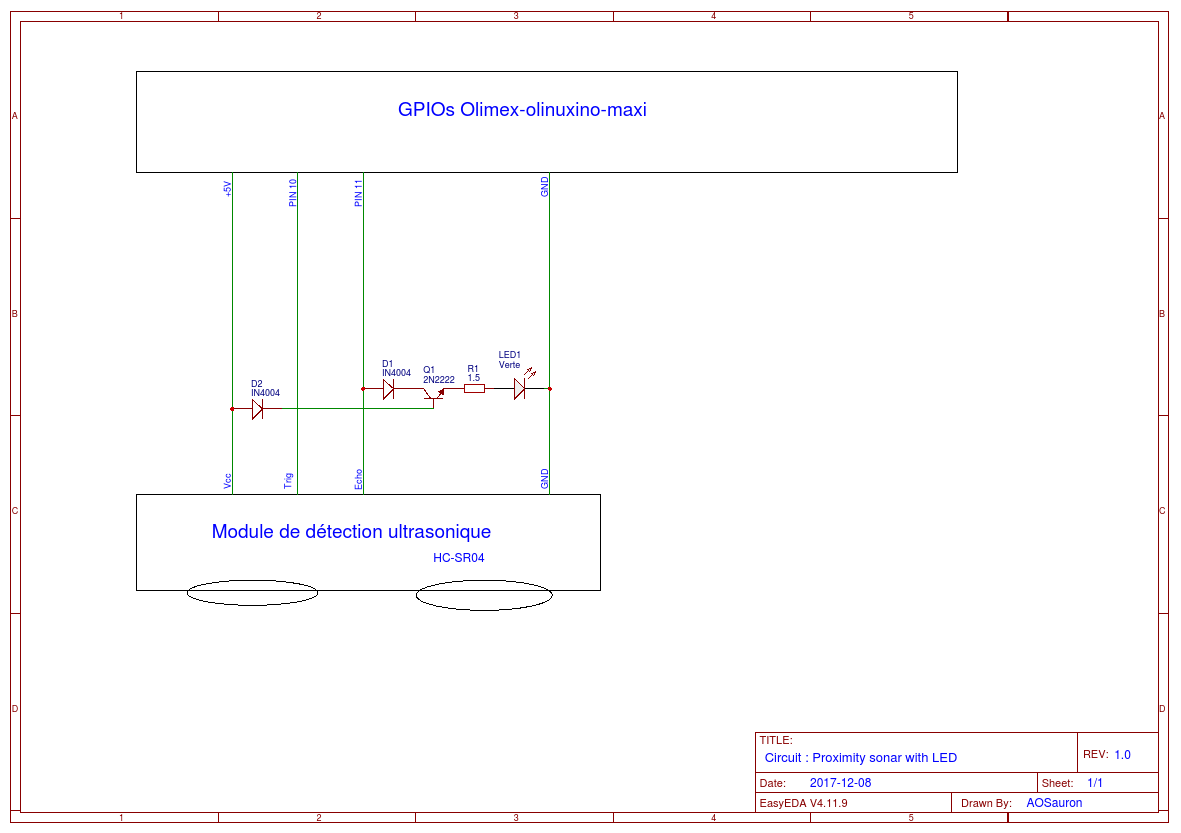 1 2 3 4 5
A A
GPIOs Olimex-olinuxino-maxi
+5V PIN 10 PIN 11 GND
B B
LED1
Verte
D1
IN4004
Q1
2N2222
R1
1.5
D2
IN4004
Vcc Trig Echo GND
C C
Module de détection ultrasonique
HC-SR04
D D
TITLE:
Circuit : Proximity sonar with LED
REV: 1.0
Date: 2017-12-08
Sheet: 1/1
EasyEDA V4.11.9
Drawn By: AOSauron
1 2 3 4 5